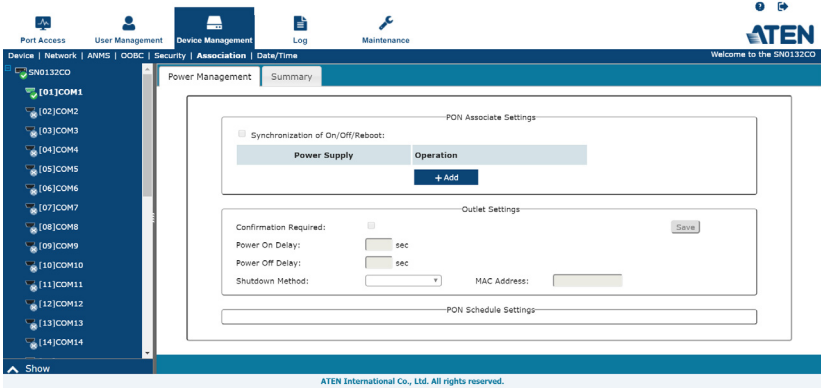 Port Access User Management Device Management Log Maintenance
ATEN
Device | Network | ANMS | OOBC | Security | Association | Date/Time Welcome to the SN0132CO
SN0132CO
[01]COM1
[02]COM2
[03]COM3
[04]COM4
[05]COM5
[06]COM6
[07]COM7
[08]COM8
[09]COM9
[10]COM10
[11]COM11
[12]COM12
[13]COM13
[14]COM14
Show
Power Management Summary
PON Associate Settings
Synchronization of On/Off/Reboot:
Power Supply Operation
+ Add
Outlet Settings
Confirmation Required: Save
Power On Delay: sec
Power Off Delay: sec
Shutdown Method: MAC Address:
PON Schedule Settings
ATEN International Co., Ltd. All rights reserved.